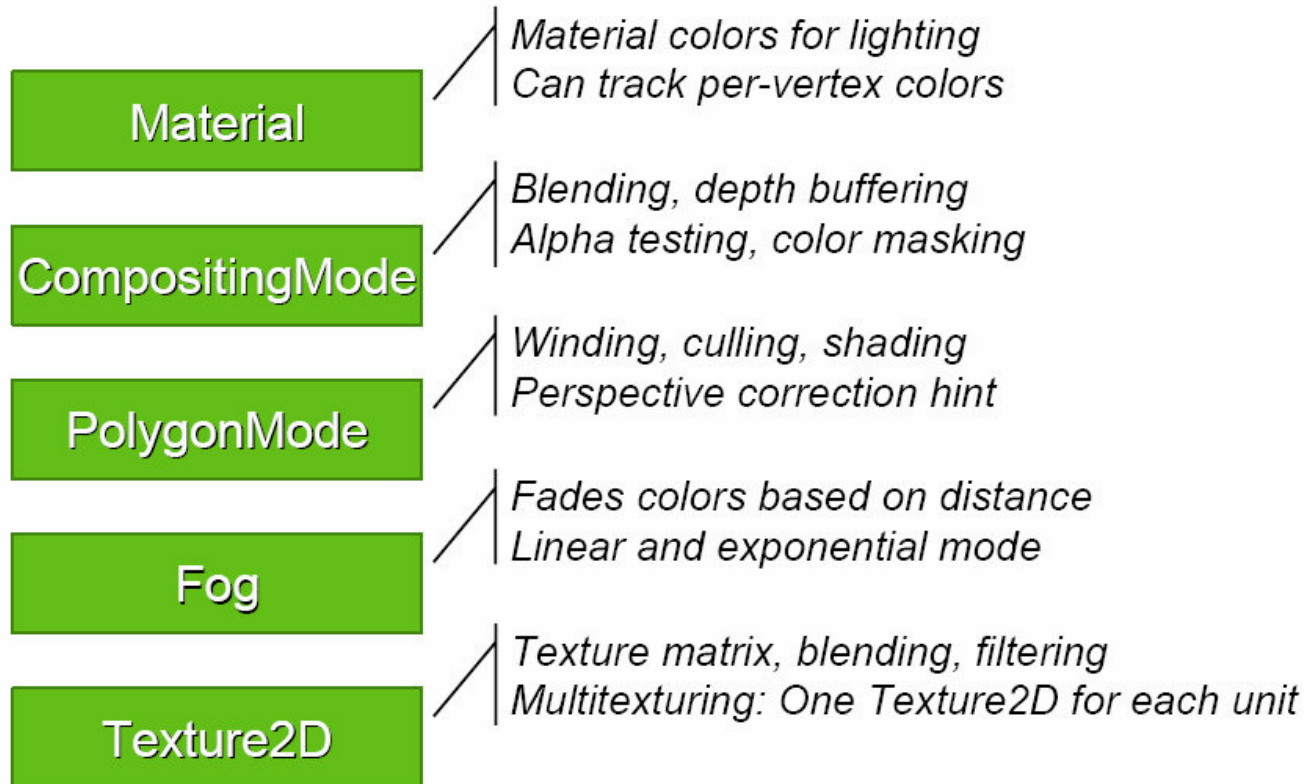 Material
Material colors for lighting
Can track per-vertex colors
CompositingMode
Blending, depth buffering
Alpha testing, color masking
PolygonMode
Winding, culling, shading
Perspective correction hint
Fog
Fades colors based on distance
Linear and exponential mode
Texture2D
Texture matrix, blending, filtering
Multitexturing: One Texture2D for each unit